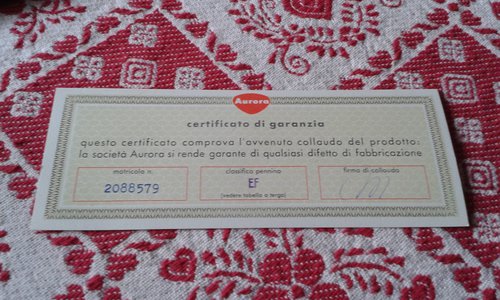 Aurora
certificato di garanzia
questo certificato comprova l'avvenuto collaudo del prodotto:
la società Aurora si rende garante di qualsiasi difetto di fabbricazione
matricola n.
2088579
classifica pennino
EF
(vedere tabella a tergo)
firma di collaudo